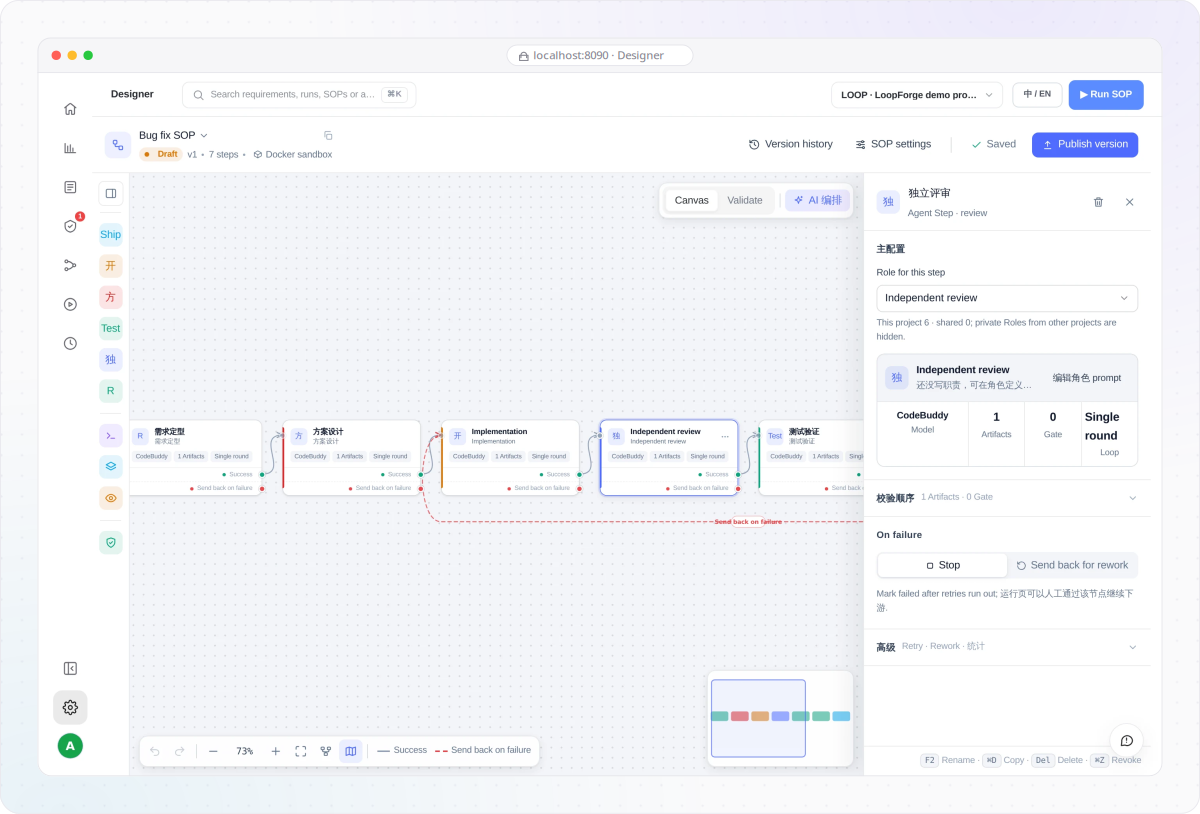 localhost:8090 · Designer
Designer
Search requirements, runs, SOPs or a...
⌘K
LOOP · LoopForge demo pro...
中 / EN
▶ Run SOP
Bug fix SOP
Draft v1 • 7 steps • Docker sandbox
Version history
SOP settings
Saved
Publish version
1
Ship
开
方
Test
独
R
A
Canvas
Validate
AI 编排
R
需求定型
需求定型
CodeBuddy
1 Artifacts
Single round
Success
Send back on failure
方
方案设计
方案设计
CodeBuddy
1 Artifacts
Single round
Success
Send back on failure
开
Implementation
Implementation
CodeBuddy
1 Artifacts
Single round
Success
Send back on failure
独
Independent review
Independent review
...
CodeBuddy
1 Artifacts
Single round
Success
Send back on failure
Test
测试验证
测试验证
CodeBuddy
1 Artifacts
Single r
Send back on failure
73%
Success
Send back on failure
独
独立评审
Agent Step · review
主配置
Role for this step
Independent review
This project 6 · shared 0; private Roles from other projects are
hidden.
独
Independent review
还没写职责，可在角色定义...
编辑角色 prompt
CodeBuddy
Model
1
Artifacts
0
Gate
Single
round
Loop
校验顺序 1 Artifacts · 0 Gate
On failure
Stop
Send back for rework
Mark failed after retries run out; 运行页可以人工通过该节点继续下
游.
高级 Retry · Rework · 统计
F2 Rename · ⌘D Copy · Del Delete · ⌘Z Revoke